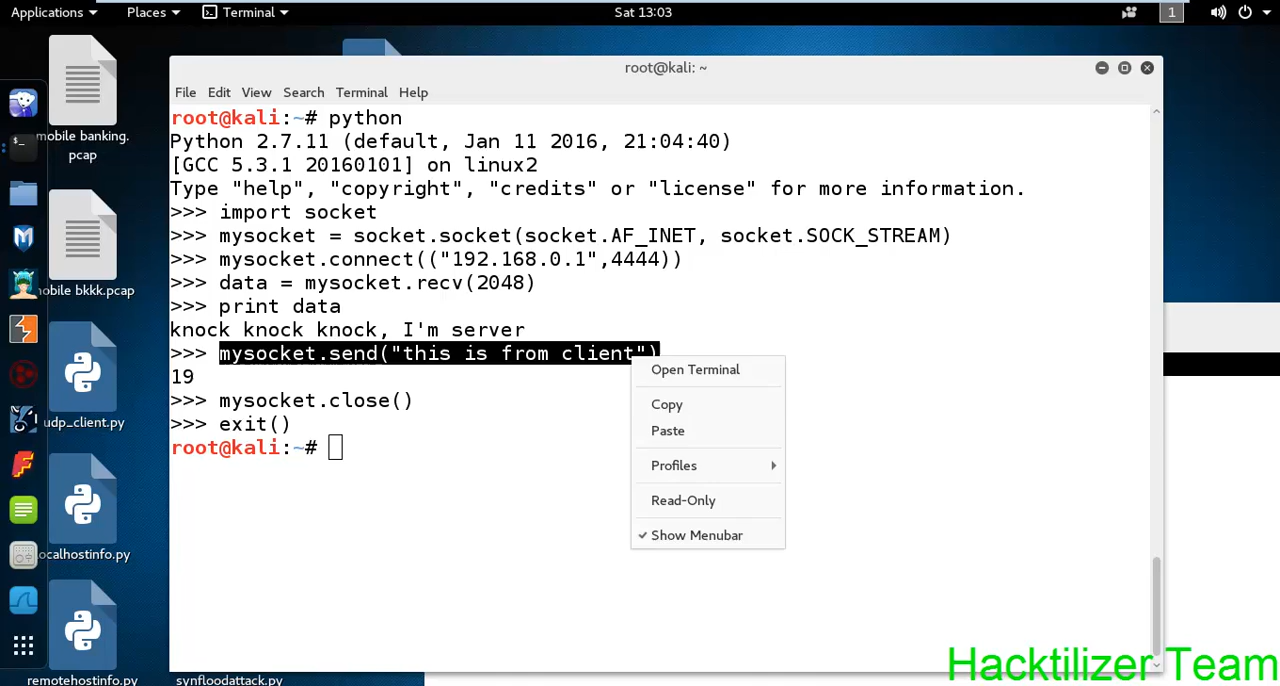 Applications Places Terminal Sat 13:03 1
mobile banking.
pcap
mobile bkkk.pcap
udp_client.py
localhostinfo.py
remotehostinfo.py
synfloodattack.py
root@kali: ~
File Edit View Search Terminal Help
root@kali:~# python
Python 2.7.11 (default, Jan 11 2016, 21:04:40)
[GCC 5.3.1 20160101] on linux2
Type "help", "copyright", "credits" or "license" for more information.
>>> import socket
>>> mysocket = socket.socket(socket.AF_INET, socket.SOCK_STREAM)
>>> mysocket.connect(("192.168.0.1",4444))
>>> data = mysocket.recv(2048)
>>> print data
knock knock knock, I'm server
>>> mysocket.send("this is from client")
19
>>> mysocket.close()
>>> exit()
root@kali:~#
Open Terminal
Copy
Paste
Profiles
Read-Only
Show Menubar
Hacktilizer Team